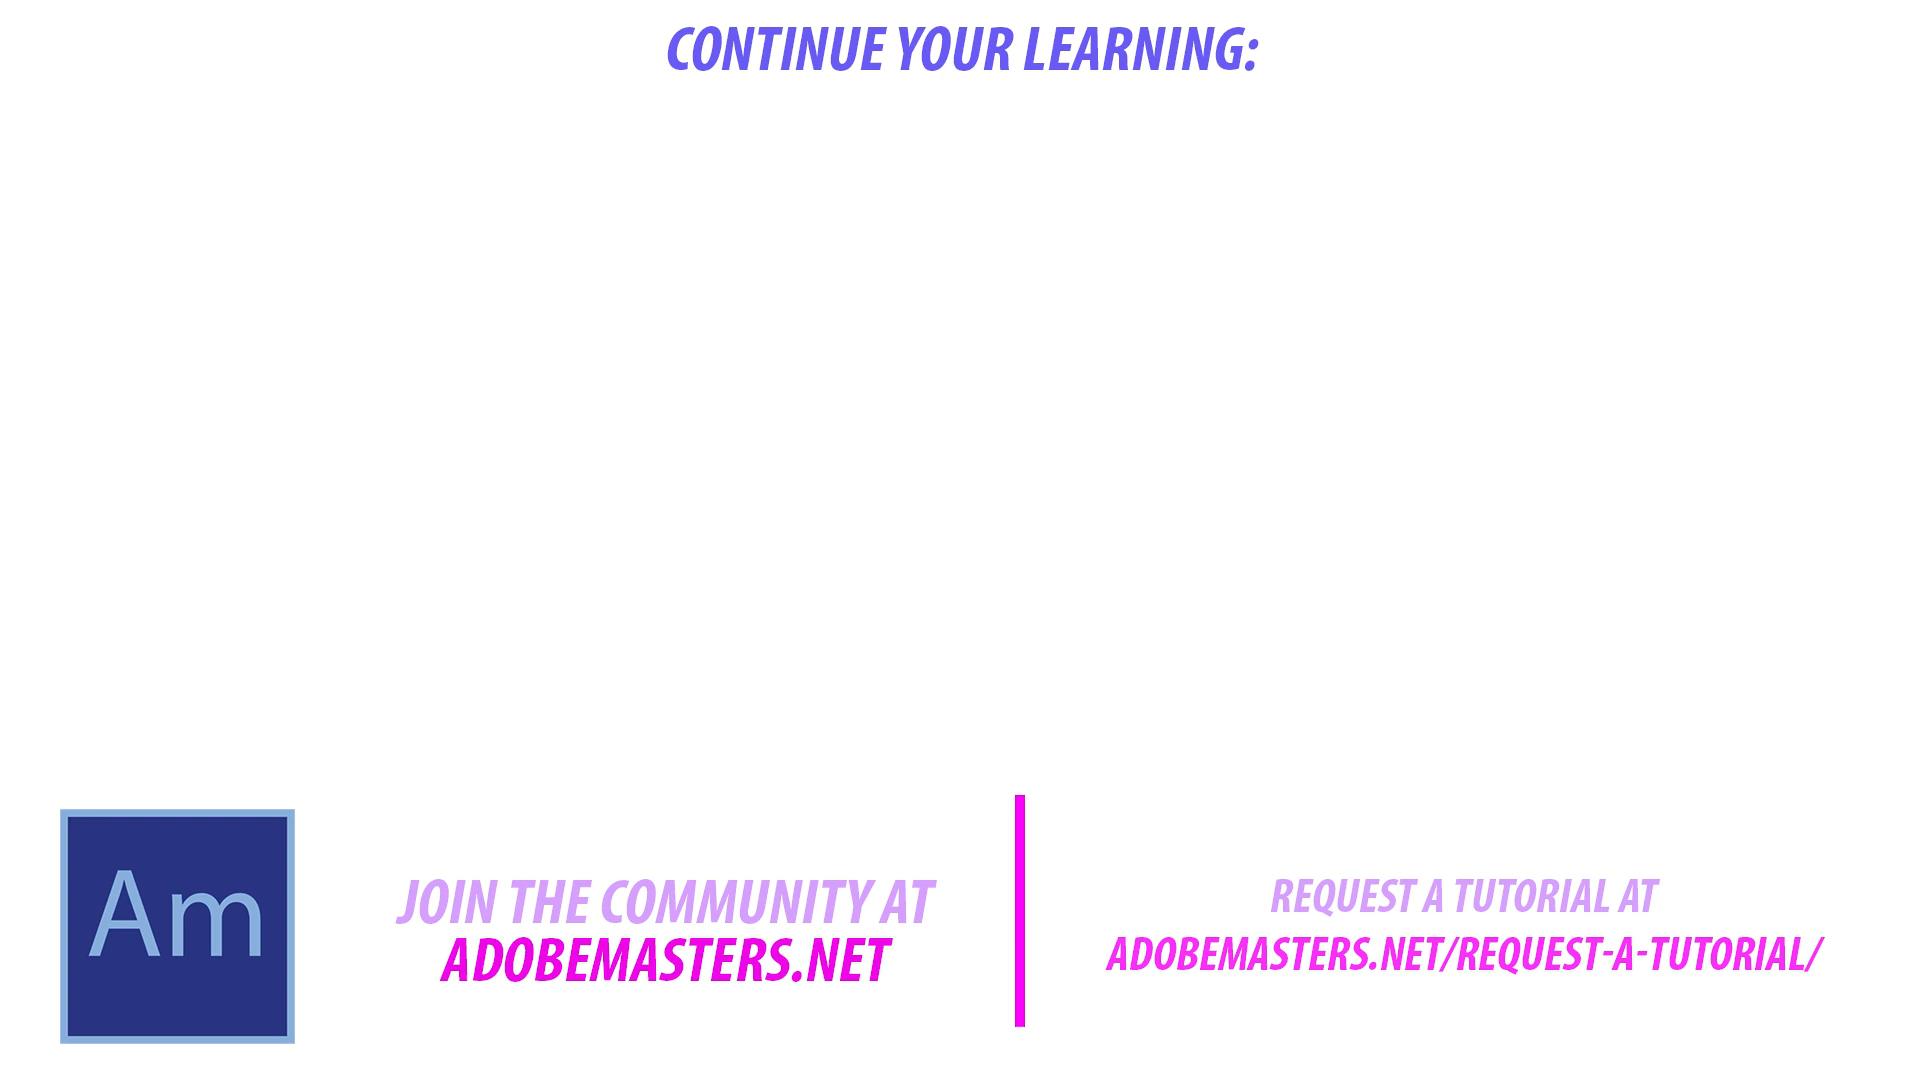 CONTINUE YOUR LEARNING:
Am
JOIN THE COMMUNITY AT
ADOBEMASTERS.NET
REQUEST A TUTORIAL AT
ADOBEMASTERS.NET/REQUEST-A-TUTORIAL/